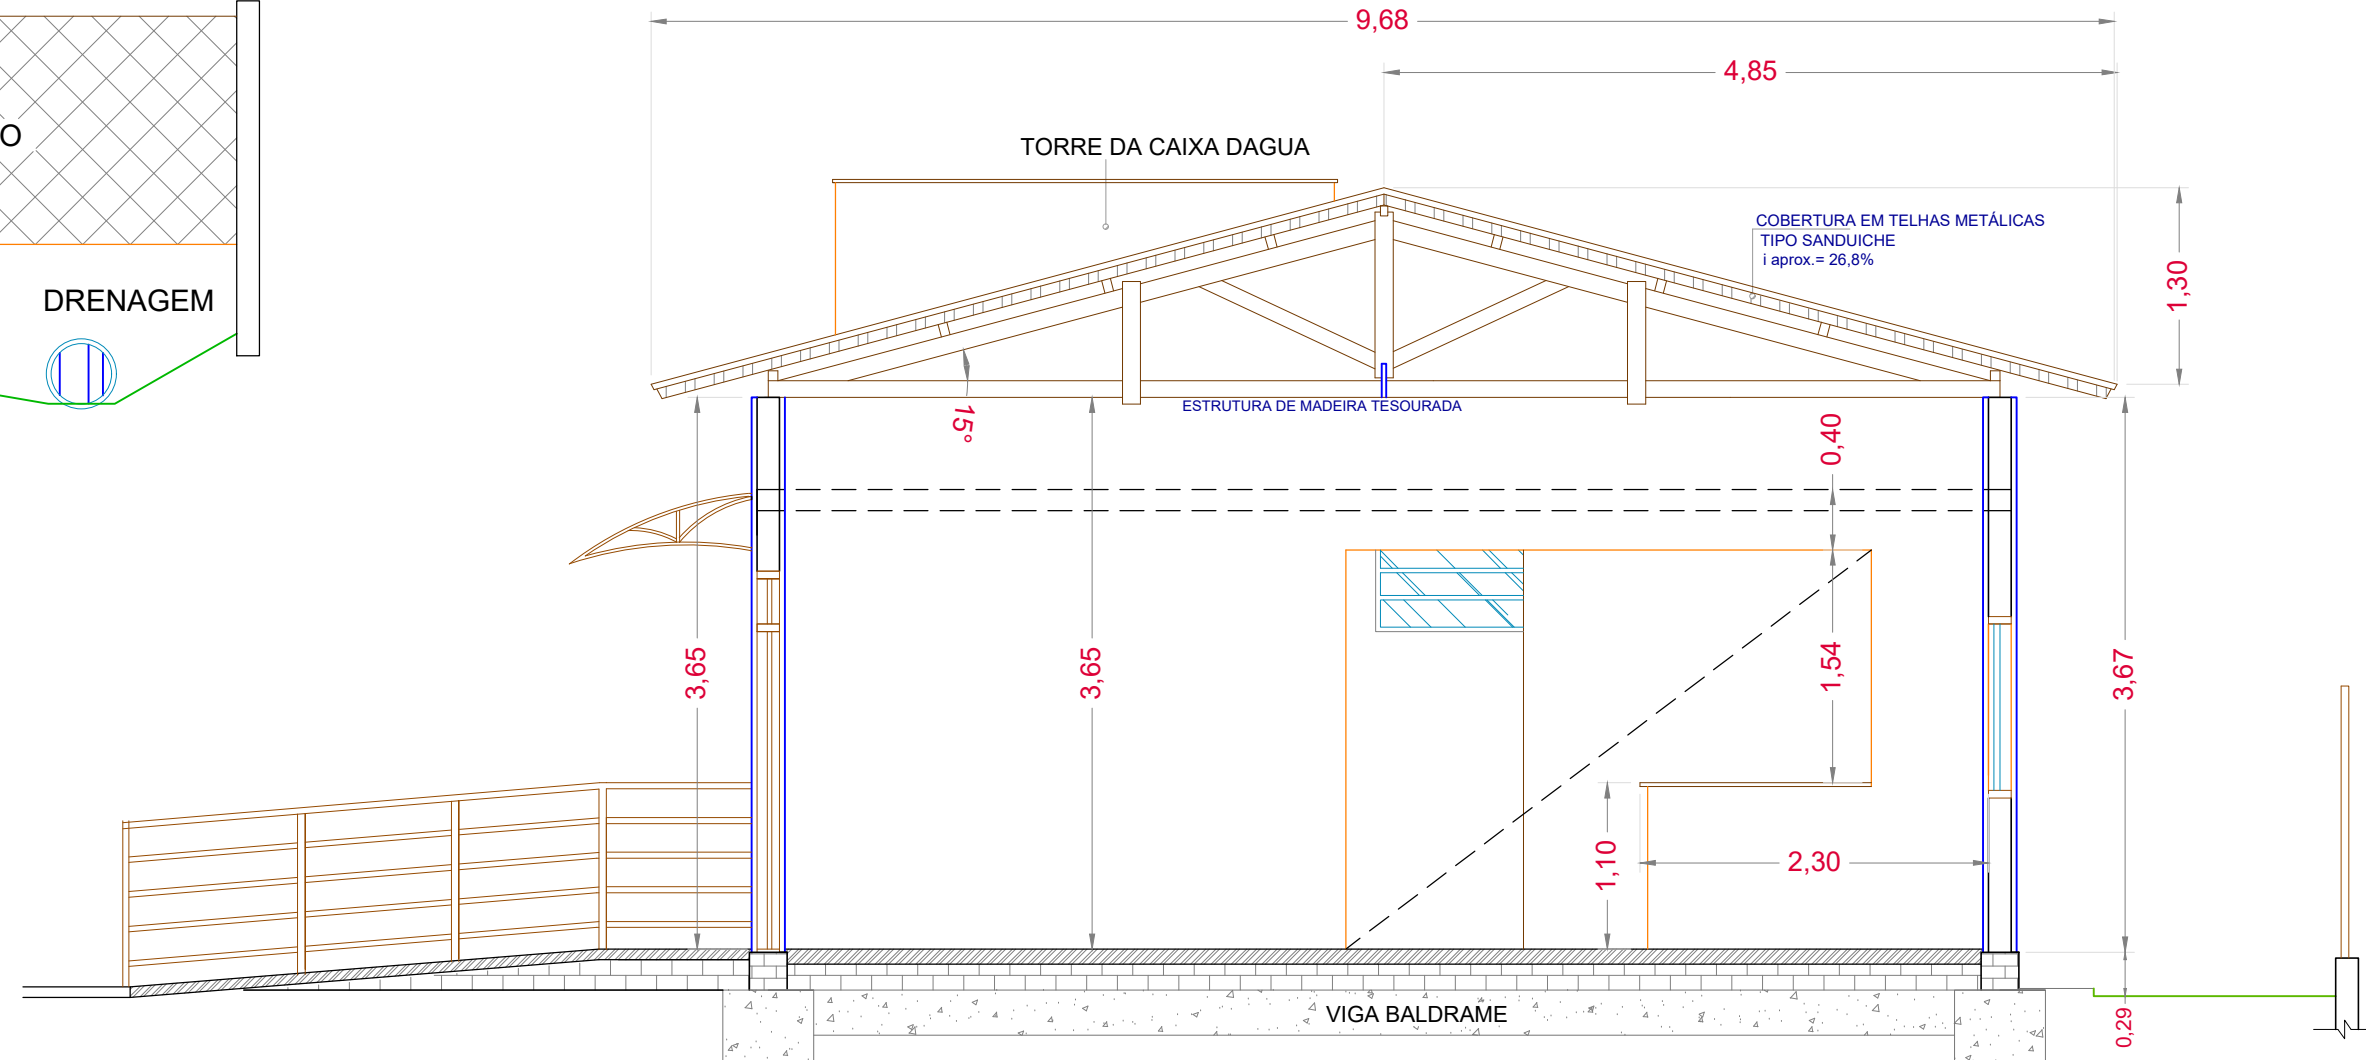 9,68
4,85
TORRE DA CAIXA DAGUA
O
COBERTURA EM TELHAS METÁLICAS
TIPO SANDUICHE
i aprox.= 26,8%
1,30
DRENAGEM
15°
ESTRUTURA DE MADEIRA TESOURADA
0,40
3,65
3,65
1,54
3,67
1,10
2,30
VIGA BALDRAME
0,29